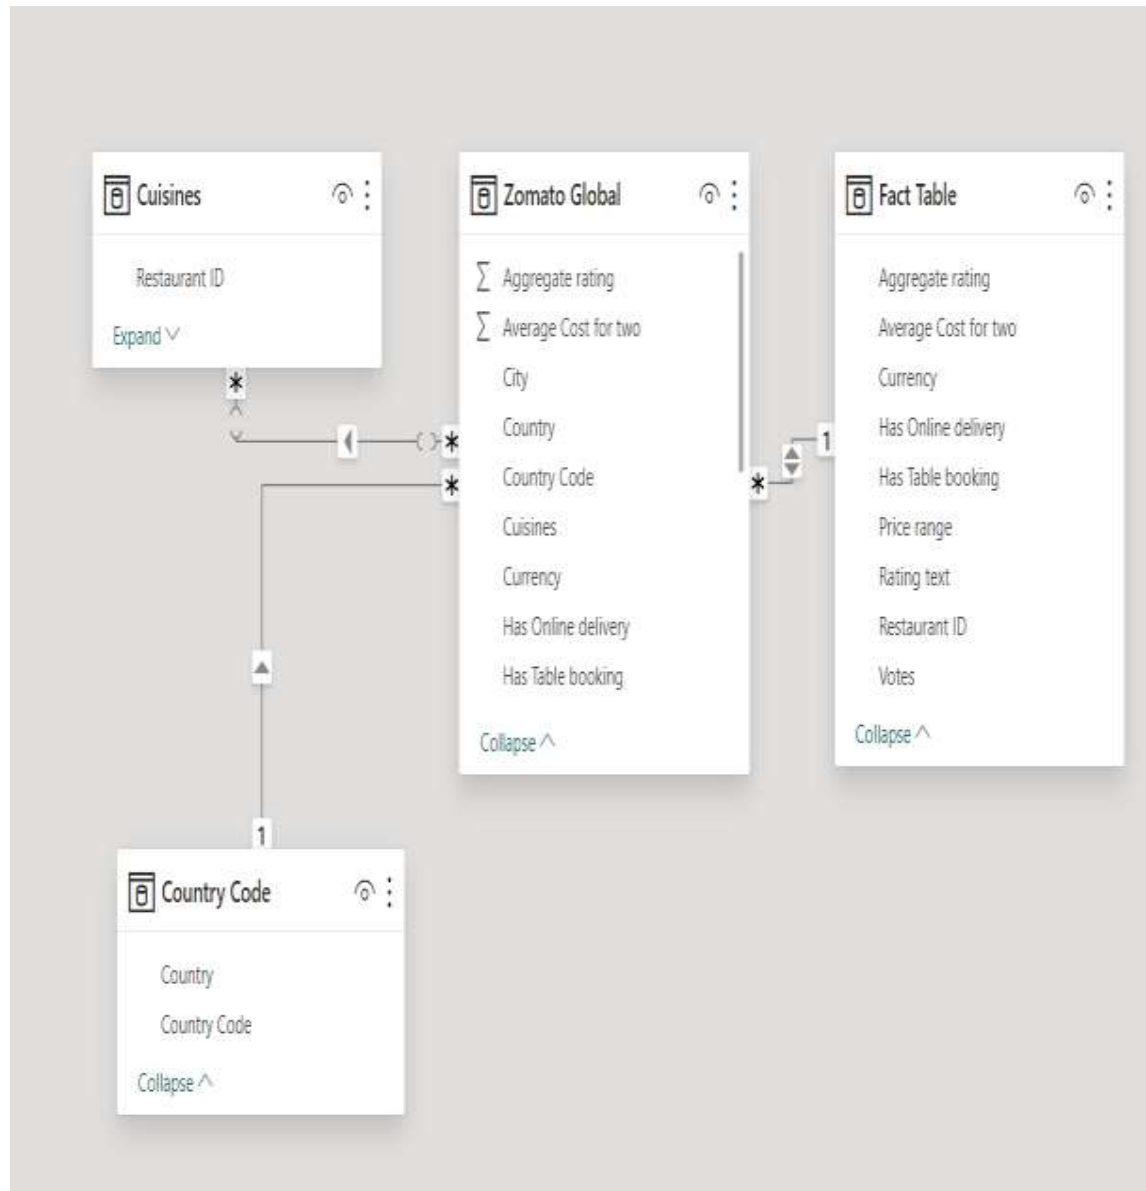 Cuisines
Restaurant ID
Expand
*
Zomato Global
Σ Aggregate rating
Σ Average Cost for two
City
Country
Country Code
Cuisines
Currency
Has Online delivery
Has Table booking
Collapse
*
*
*
1
Fact Table
Aggregate rating
Average Cost for two
Currency
Has Online delivery
Has Table booking
Price range
Rating text
Restaurant ID
Votes
Collapse
1
Country Code
Country
Country Code
Collapse